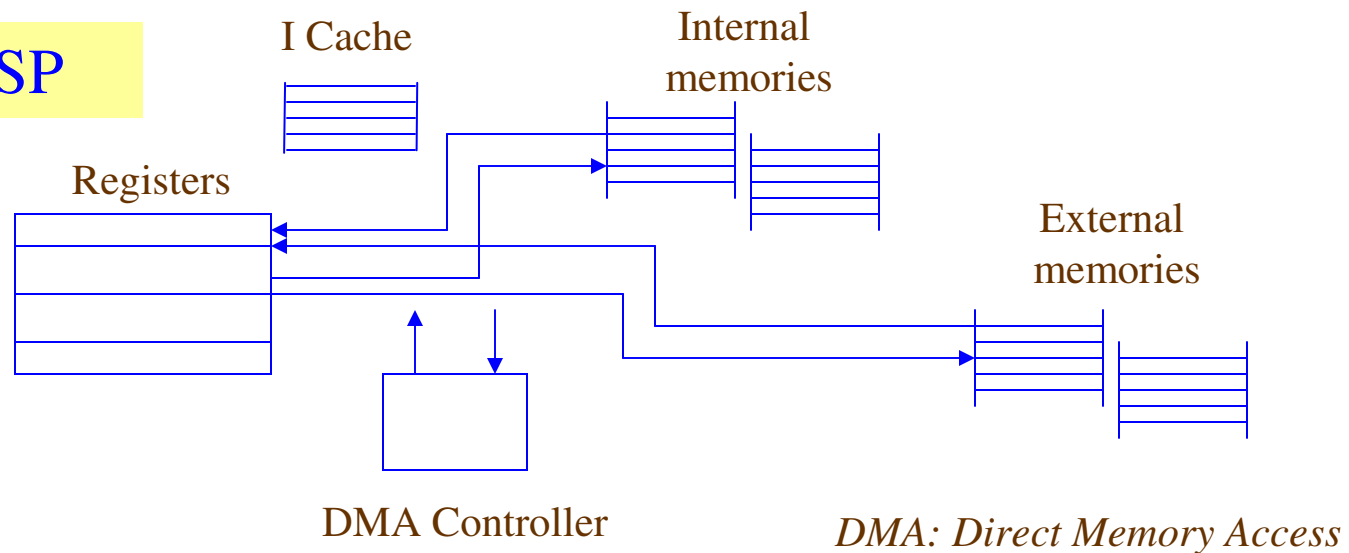 SP
I Cache
Internal
memories
Registers
External
memories
DMA Controller
DMA: Direct Memory Access